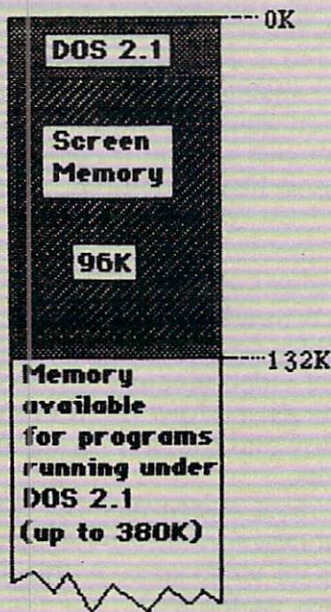 0K
DOS 2.1
Screen
Memory
96K
132K
Memory
available
for programs
running under
DOS 2.1
(up to 380K)